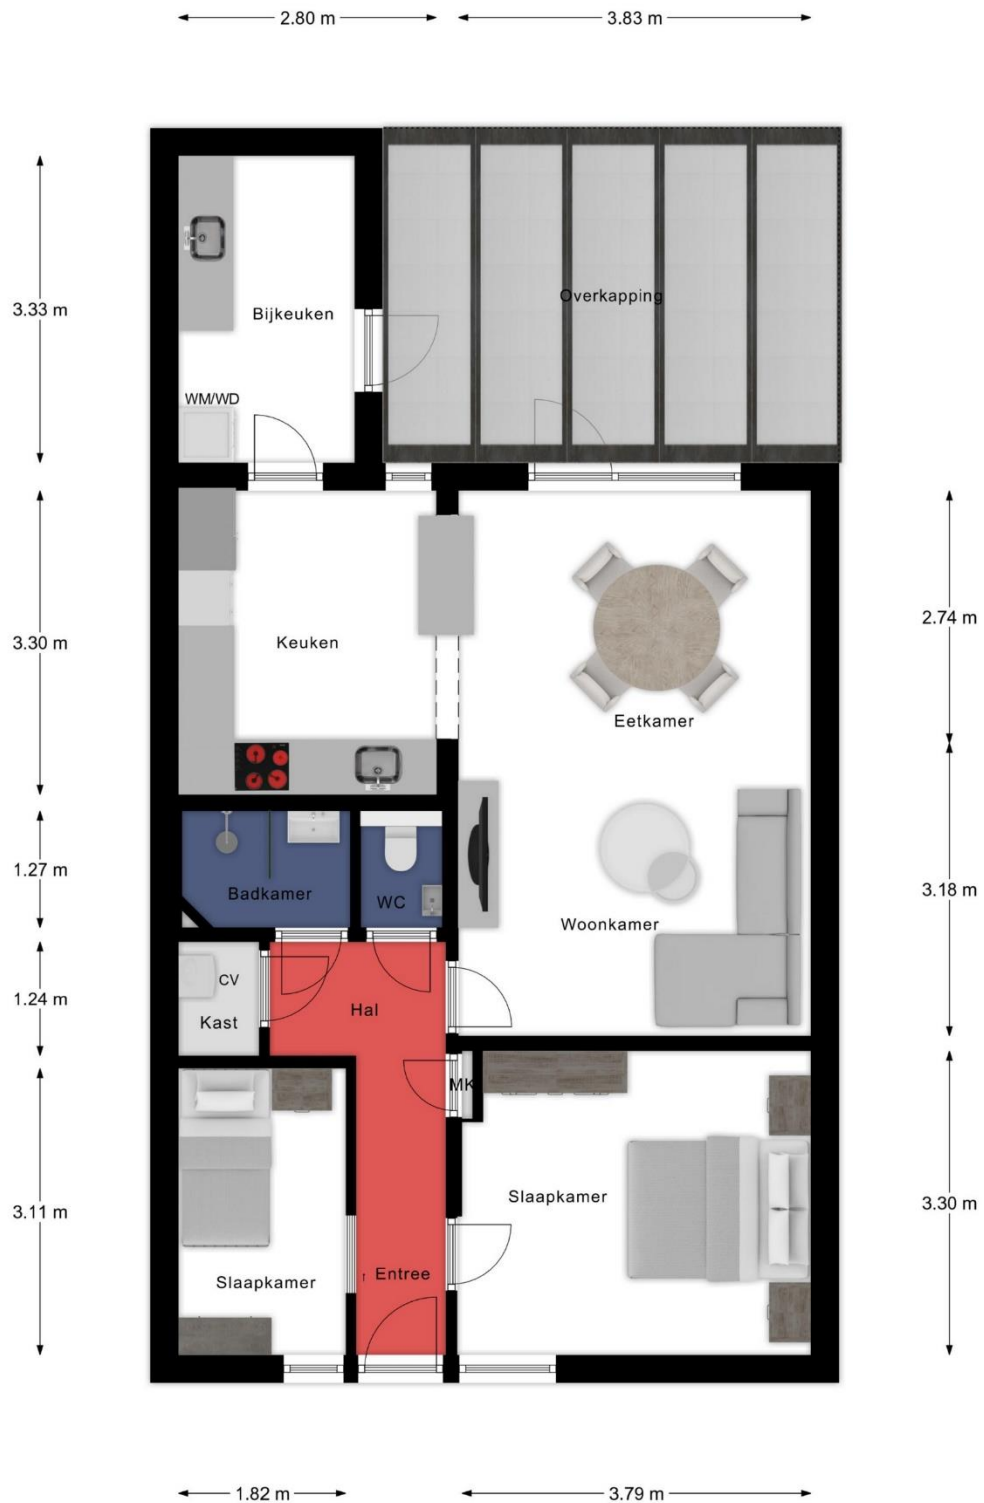 2.80 m
3.83 m
3.33 m
Bijkeuken
Overkapping
WM/WD
3.30 m
Keuken
2.74 m
Eetkamer
1.27 m
Badkamer
WC
3.18 m
Woonkamer
CV
1.24 m
Kast
Hal
MK
3.11 m
Slaapkamer
3.30 m
Slaapkamer
Entree
1.82 m
3.79 m